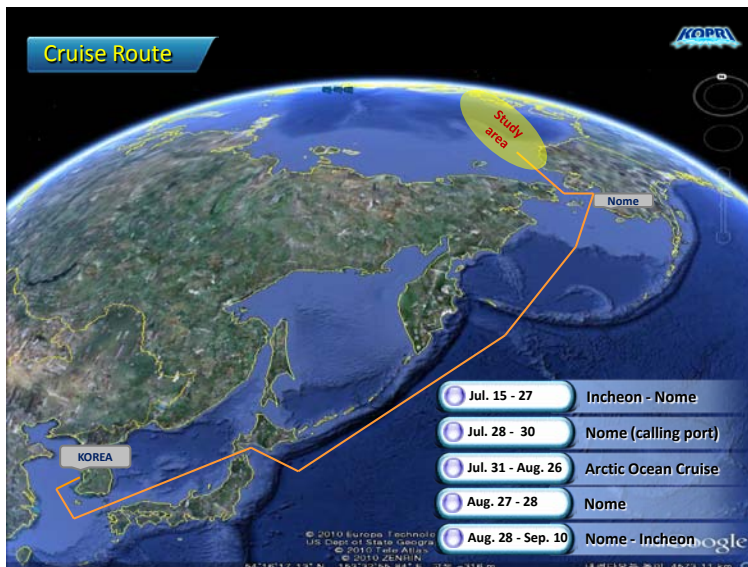 KOPRI
Cruise Route
Study
area
Nome
KOREA
Jul. 15 - 27 Incheon - Nome
Jul. 28 - 30 Nome (calling port)
Jul. 31 - Aug. 26 Arctic Ocean Cruise
Aug. 27 - 28 Nome
Aug. 28 - Sep. 10 Nome - Incheon
© 2010 Europa Technolo
US Dept of State Geogra
© 2010 Tele Atlas
© 2010 ZENRIN